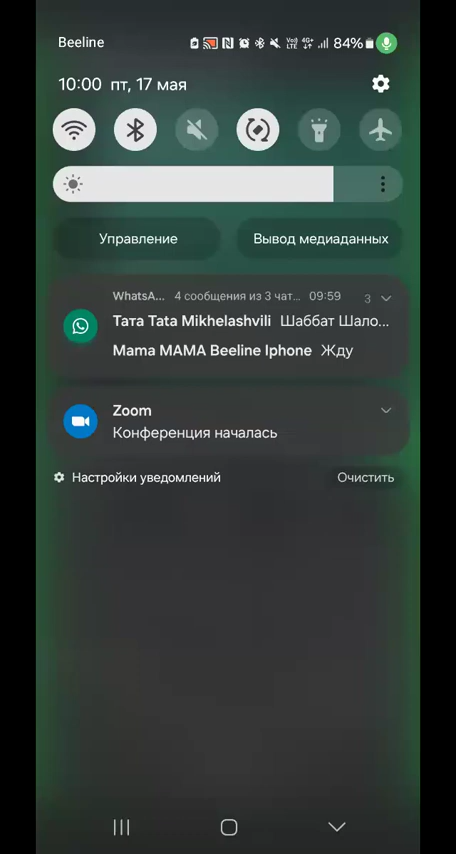 Beeline 84%
10:00 пт, 17 мая
Управление
Вывод медиаданных
WhatsA... 4 сообщения из 3 чат... 09:59 3
Тата Tata Mikhelashvili Шаббат Шало...
Mama MAMA Beeline Iphone Жду
Zoom
Конференция началась
Настройки уведомлений
Очистить